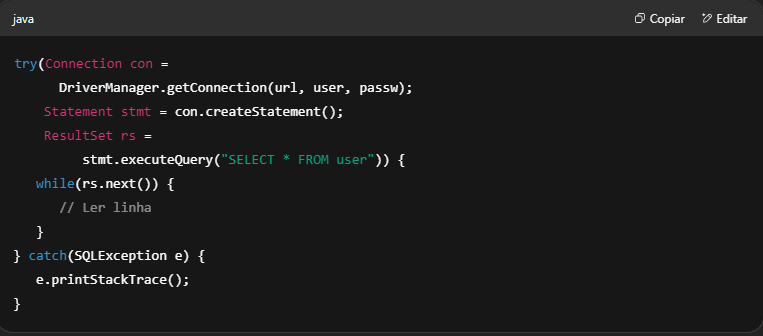 java
Copiar
Editar
try(Connection con =
      DriverManager.getConnection(url, user, passw);
    Statement stmt = con.createStatement();
    ResultSet rs =
         stmt.executeQuery("SELECT * FROM user")) {
   while(rs.next()) {
      // Ler linha
   }
} catch(SQLException e) {
   e.printStackTrace();
}